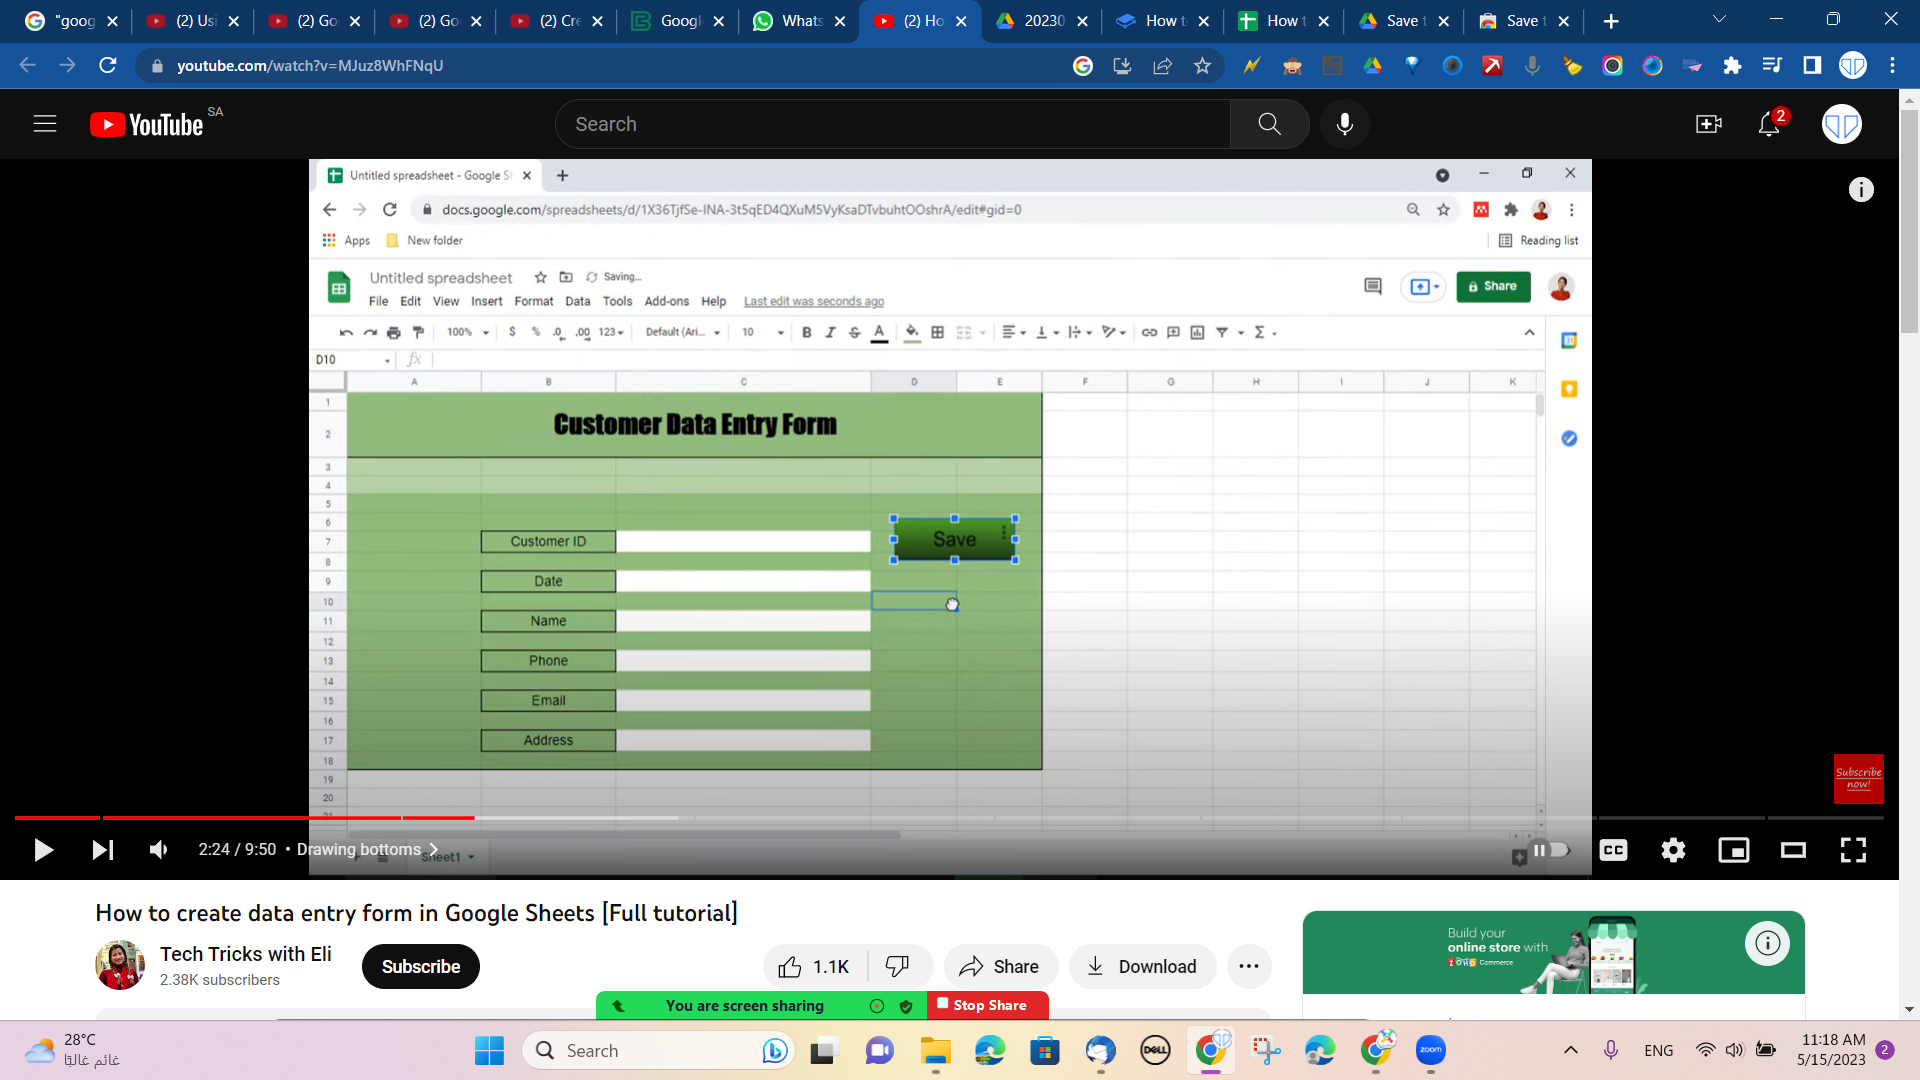 "goog
(2) Usi
(2) Go
(2) Go
(2) Cre
Googl
Whats
(2) Ho
20230
How t
How t
Save t
Save t
youtube.com/watch?v=MJuz8WhFNqU
YouTube SA
Search
2
Untitled spreadsheet - Google Sh
docs.google.com/spreadsheets/d/1X36TjfSe-INA-3t5qED4QXuM5VyKsaDTvbuhtOOshrA/edit#gid=0
Apps New folder Reading list
Untitled spreadsheet Saving...
File Edit View Insert Format Data Tools Add-ons Help Last edit was seconds ago
Share
100% $ % .0 .00 123 Default (Ari... 10 B I S A
D10 fx
A B C D E F G H I J K
1
2
3
4
5
6
7
8
9
10
11
12
13
14
15
16
17
18
19
20
21
Customer Data Entry Form
Save
Customer ID
Date
Name
Phone
Email
Address
Subscribe
now!
2:24 / 9:50 • Drawing bottoms
Sheet1
CC
How to create data entry form in Google Sheets [Full tutorial]
Tech Tricks with Eli
2.38K subscribers
Subscribe
1.1K
Share
Download
Build your
online store with
ZOHO Commerce
You are screen sharing
Stop Share
28°C
غائم غالبًا
Search
DELL
zoom
ENG
11:18 AM
5/15/2023
2